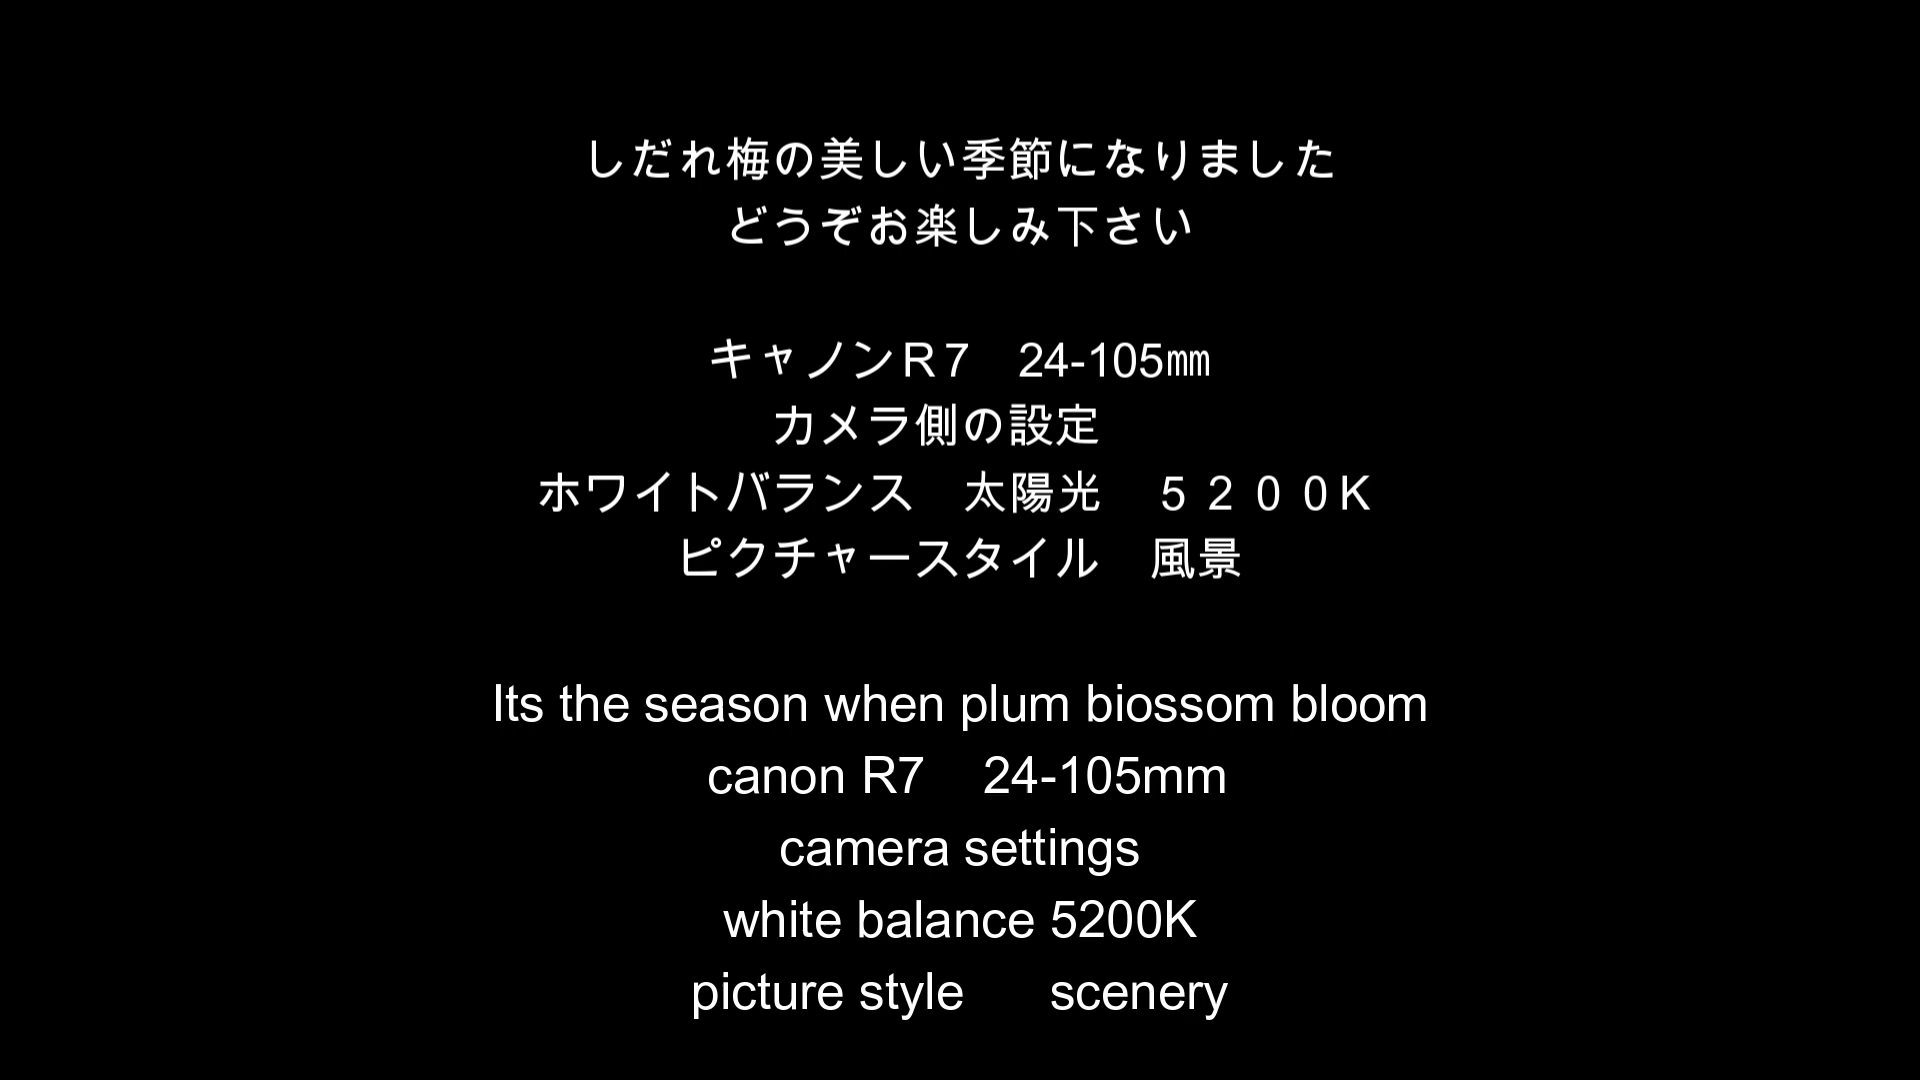 しだれ梅の美しい季節になりました
どうぞお楽しみ下さい
キャノンＲ７　24-105㎜
カメラ側の設定
ホワイトバランス　太陽光　５２００Ｋ
ピクチャースタイル　風景
Its the season when plum biossom bloom
canon R7　24-105mm
camera settings
white balance 5200K
picture style　 scenery